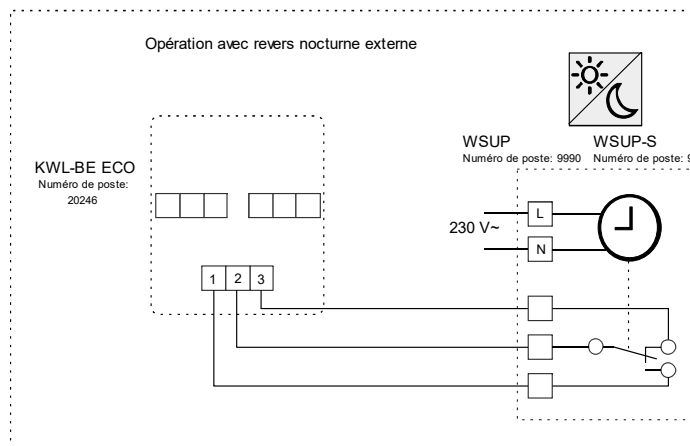 Opération avec revers nocturne externe
KWL-BE ECO
Numéro de poste:
20246
WSUP
Numéro de poste: 9990
WSUP-S
Numéro de poste: 9
230 V~
L
N
1 2 3